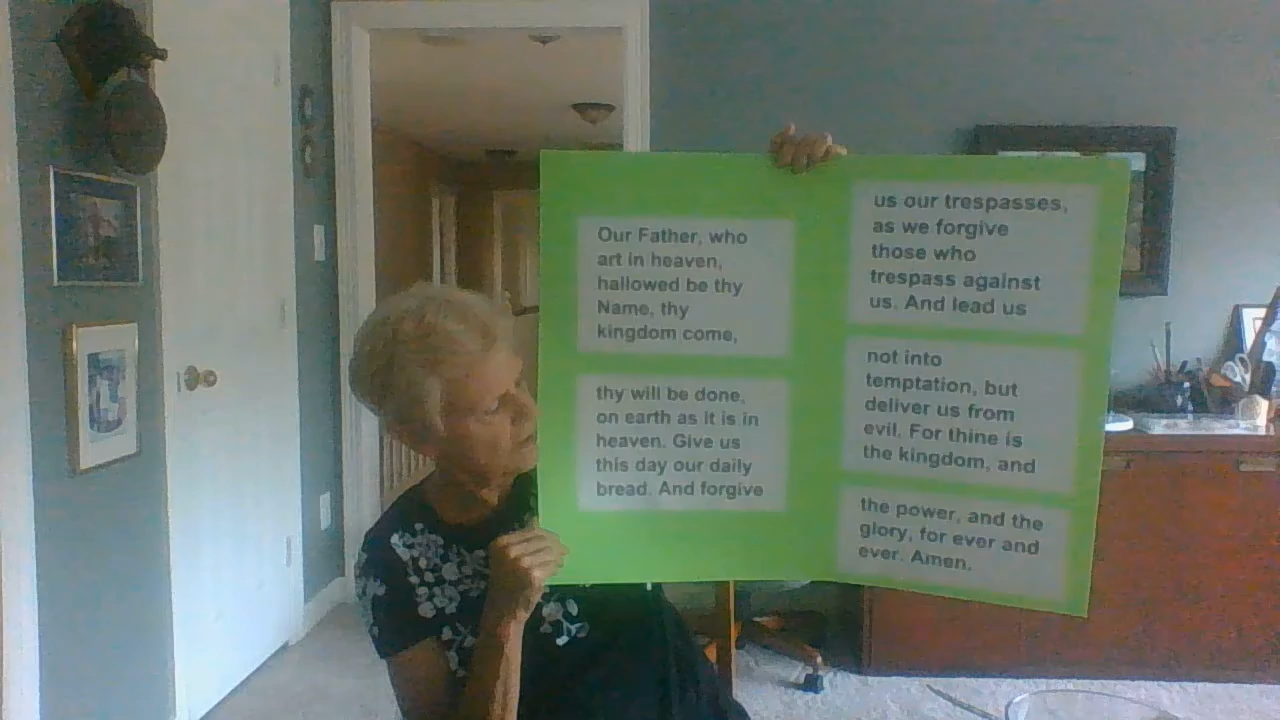 Our Father, who
art in heaven,
hallowed be thy
Name, thy
kingdom come,
thy will be done,
on earth as it is in
heaven. Give us
this day our daily
bread. And forgive
us our trespasses,
as we forgive
those who
trespass against
us. And lead us
not into
temptation, but
deliver us from
evil. For thine is
the kingdom, and
the power, and the
glory, for ever and
ever. Amen.